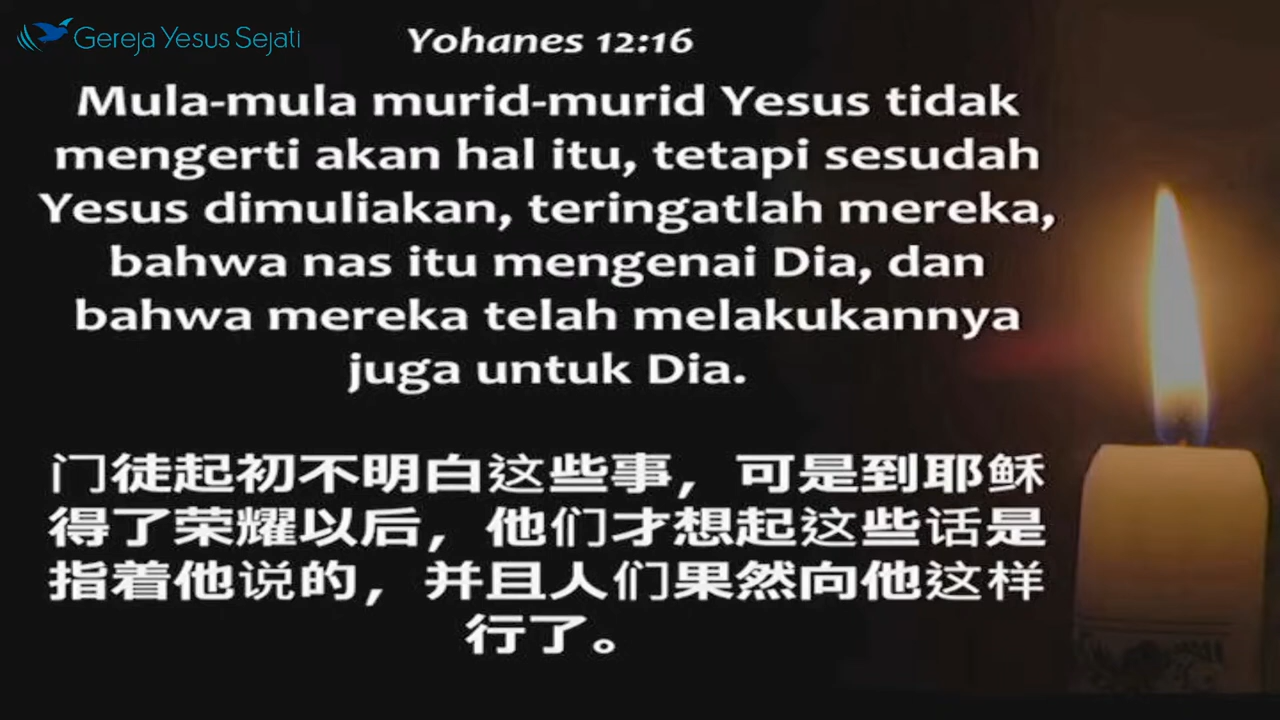 Gereja Yesus Sejati
Yohanes 12:16
Mula-mula murid-murid Yesus tidak
mengerti akan hal itu, tetapi sesudah
Yesus dimuliakan, teringatlah mereka,
bahwa nas itu mengenai Dia, dan
bahwa mereka telah melakukannya
juga untuk Dia.
门徒起初不明白这些事，可是到耶稣
得了荣耀以后，他们才想起这些话是
指着他说的，并且人们果然向他这样
行了。